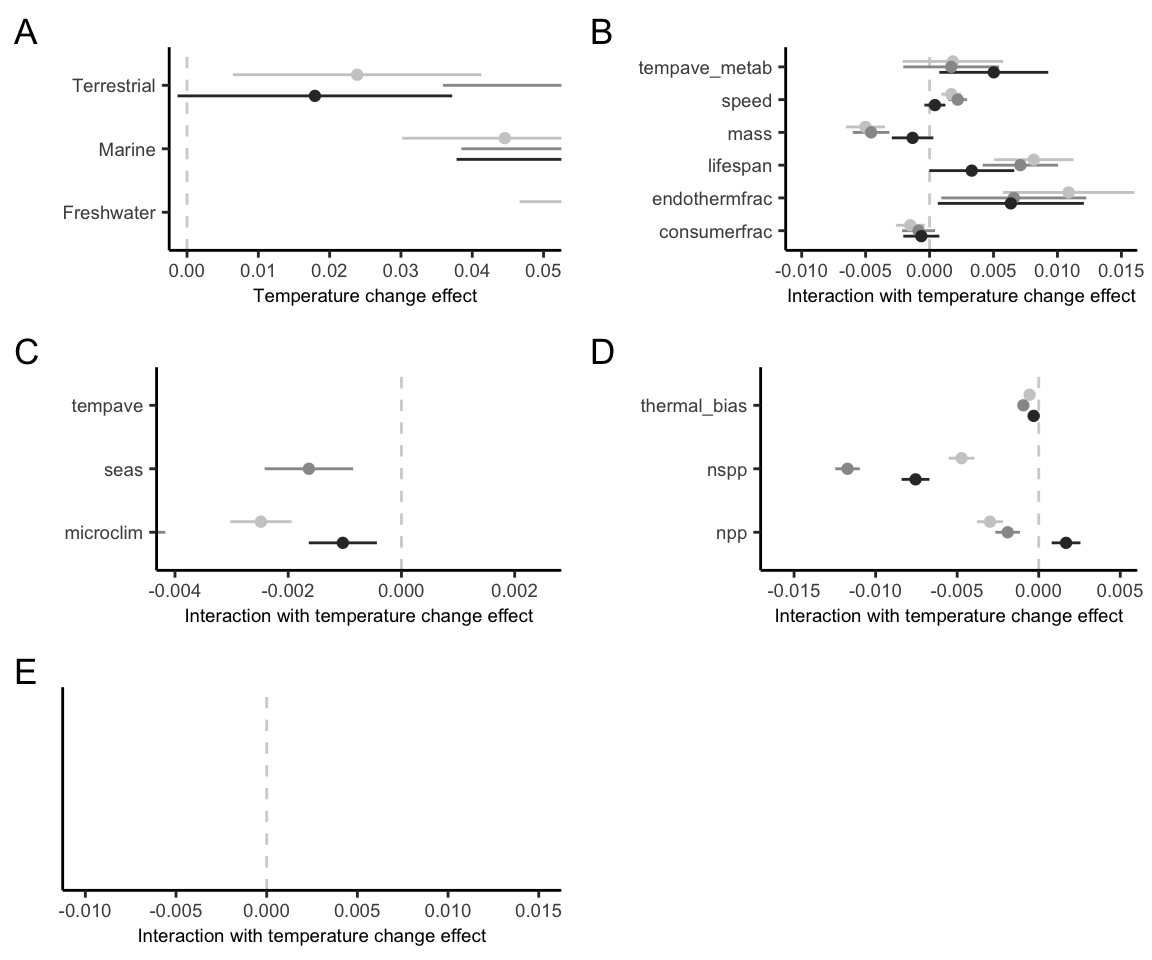 A
Terrestrial
Marine
Freshwater
0.00 0.01 0.02 0.03 0.04 0.05
Temperature change effect
B
tempave_metab
speed
mass
lifespan
endothermfrac
consumerfrac
-0.010 -0.005 0.000 0.005 0.010 0.015
Interaction with temperature change effect
C
tempave
seas
microclim
-0.004 -0.002 0.000 0.002
Interaction with temperature change effect
D
thermal_bias
nspp
npp
-0.015 -0.010 -0.005 0.000 0.005
Interaction with temperature change effect
E
-0.010 -0.005 0.000 0.005 0.010 0.015
Interaction with temperature change effect